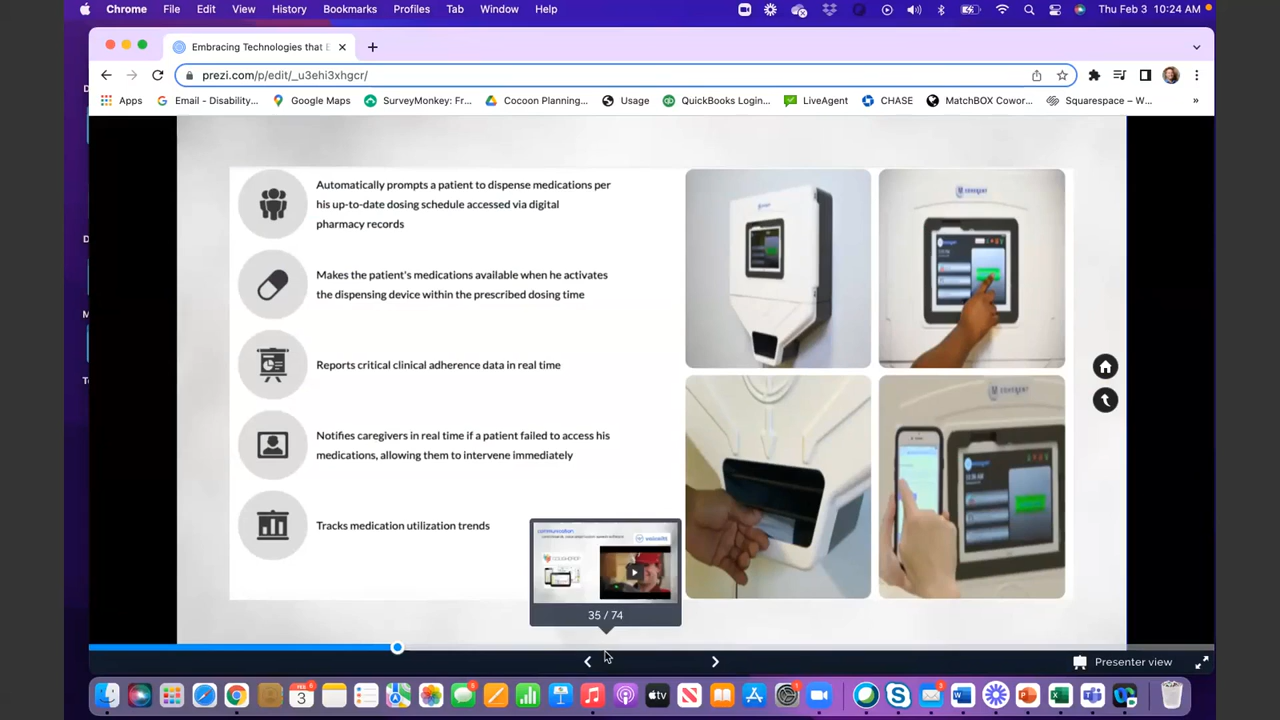 Chrome File Edit View History Bookmarks Profiles Tab Window Help Thu Feb 3 10:24 AM
Embracing Technologies that E
prezi.com/p/edit/_u3ehi3xhgcr/
Apps Email - Disability... Google Maps SurveyMonkey: Fr... Cocoon Planning... Usage QuickBooks Login... LiveAgent CHASE MatchBOX Cowor... Squarespace – W... »
Automatically prompts a patient to dispense medications per
his up-to-date dosing schedule accessed via digital
pharmacy records
Makes the patient's medications available when he activates
the dispensing device within the prescribed dosing time
Reports critical clinical adherence data in real time
Notifies caregivers in real time if a patient failed to access his
medications, allowing them to intervene immediately
Tracks medication utilization trends
communication
voiceitt
35 / 74
Presenter view
FEB
3
tv